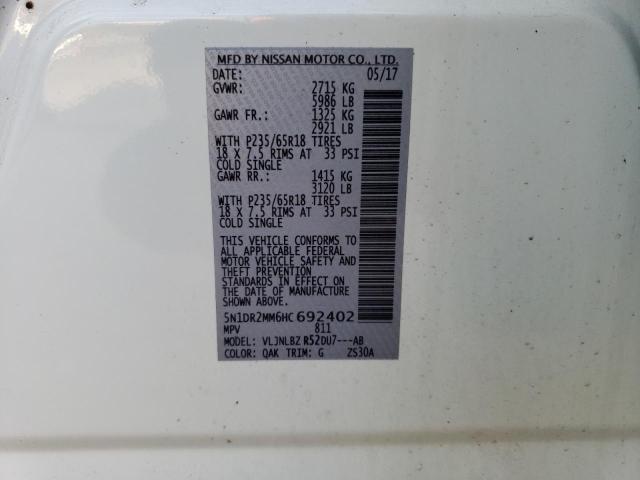 MFD BY NISSAN MOTOR CO., LTD.
DATE: 05/17
GVWR: 2715 KG
5986 LB
GAWR FR.: 1325 KG
2921 LB
WITH P235/65R18 TIRES
18 X 7.5 RIMS AT 33 PSI
COLD SINGLE
GAWR RR.: 1415 KG
3120 LB
WITH P235/65R18 TIRES
18 X 7.5 RIMS AT 33 PSI
COLD SINGLE
THIS VEHICLE CONFORMS TO
ALL APPLICABLE FEDERAL
MOTOR VEHICLE SAFETY AND
THEFT PREVENTION
STANDARDS IN EFFECT ON
THE DATE OF MANUFACTURE
SHOWN ABOVE.
5N1DR2MM6HC692402
MPV 811
MODEL: VLJNLBZ R52DU7---AB
COLOR: QAK TRIM: G ZS30A